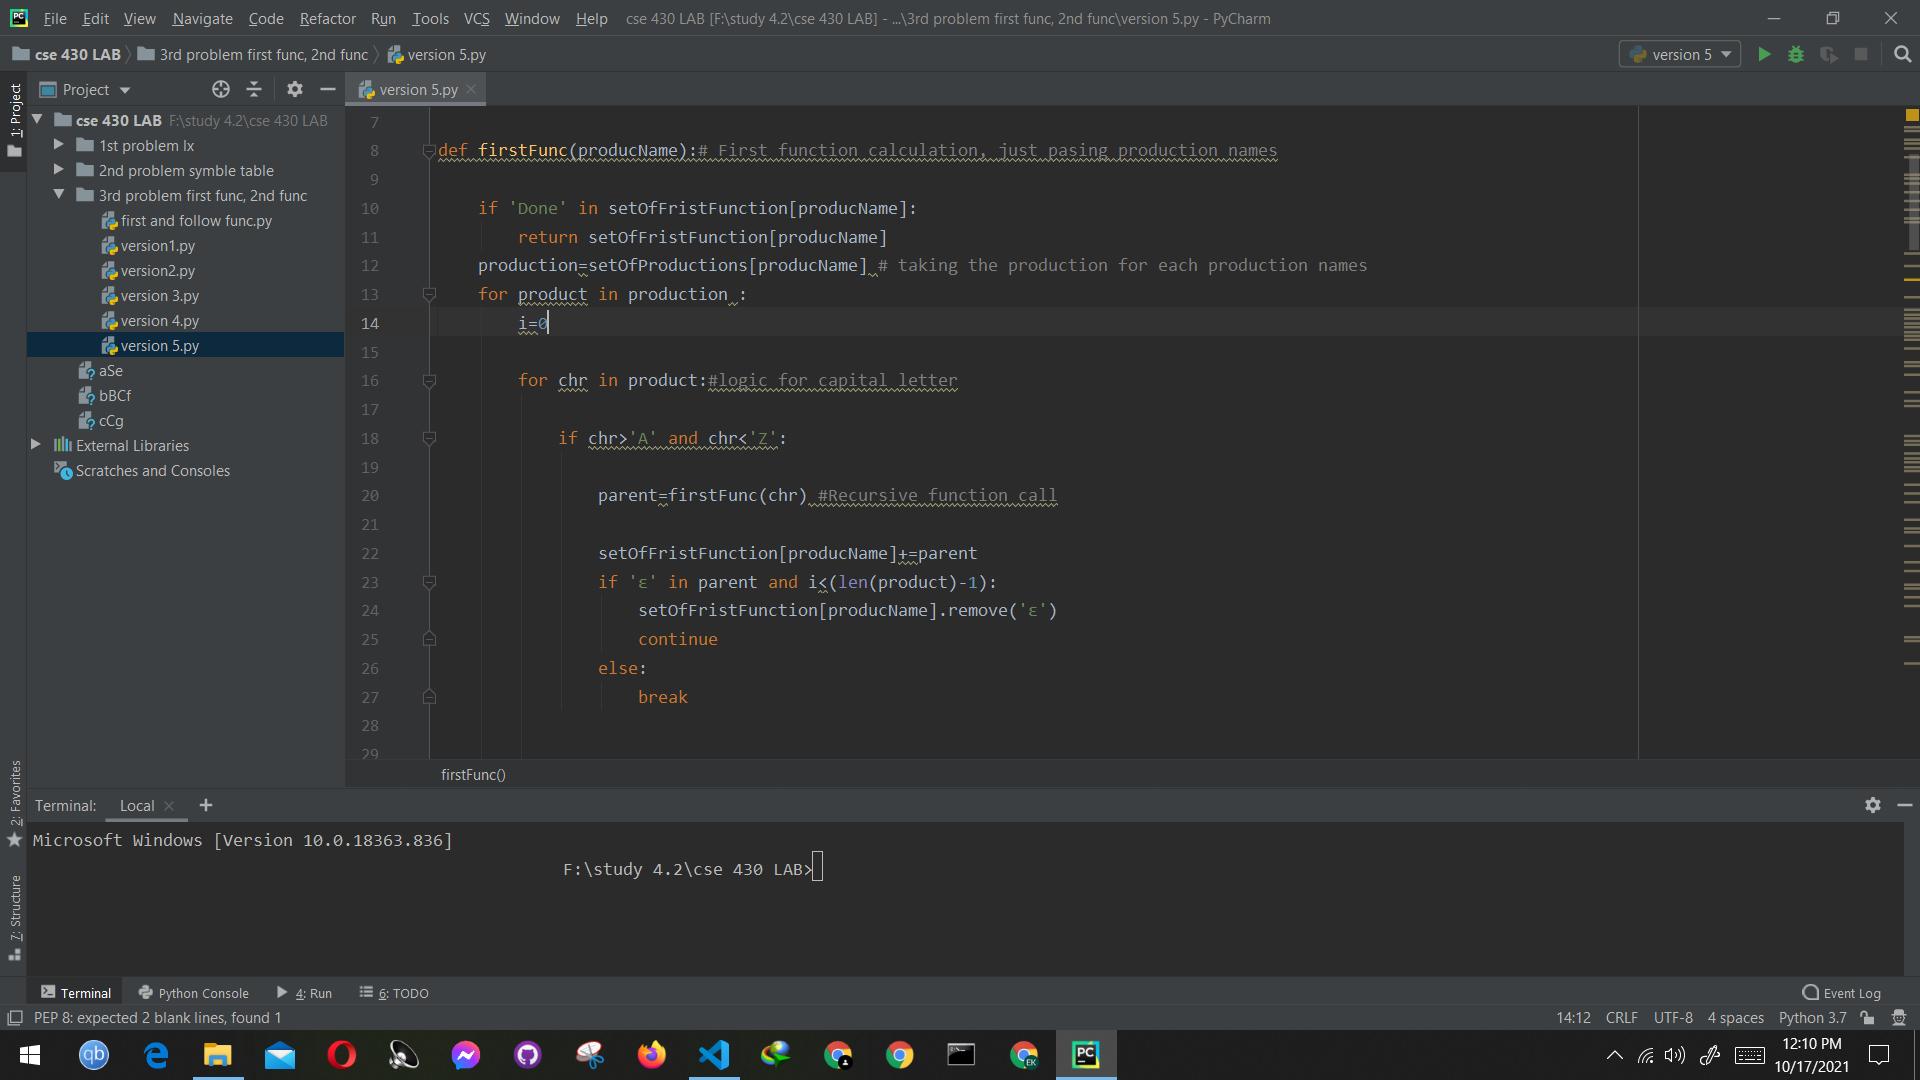 File Edit View Navigate Code Refactor Run Tools VCS Window Help cse 430 LAB [F:\study 4.2\cse 430 LAB] - ...\3rd problem first func, 2nd func\version 5.py - PyCharm
cse 430 LAB 3rd problem first func, 2nd func version 5.py
version 5
1: Project
Project
version 5.py
cse 430 LAB F:\study 4.2\cse 430 LAB
1st problem lx
2nd problem symble table
3rd problem first func, 2nd func
first and follow func.py
version1.py
version2.py
version 3.py
version 4.py
version 5.py
aSe
bBCf
cCg
External Libraries
Scratches and Consoles
7
8 def firstFunc(producName):# First function calculation, just pasing production names
9
10 if 'Done' in setOfFristFunction[producName]:
11 return setOfFristFunction[producName]
12 production=setOfProductions[producName] # taking the production for each production names
13 for product in production :
14 i=0
15
16 for chr in product:#logic for capital letter
17
18 if chr>'A' and chr<'Z':
19
20 parent=firstFunc(chr) #Recursive function call
21
22 setOfFristFunction[producName]+=parent
23 if 'ε' in parent and i<(len(product)-1):
24 setOfFristFunction[producName].remove('ε')
25 continue
26 else:
27 break
28
29
firstFunc()
2: Favorites
7: Structure
Terminal: Local
Microsoft Windows [Version 10.0.18363.836]
F:\study 4.2\cse 430 LAB>
Terminal Python Console 4: Run 6: TODO Event Log
PEP 8: expected 2 blank lines, found 1 14:12 CRLF UTF-8 4 spaces Python 3.7
qb
PC
EK
12:10 PM
10/17/2021